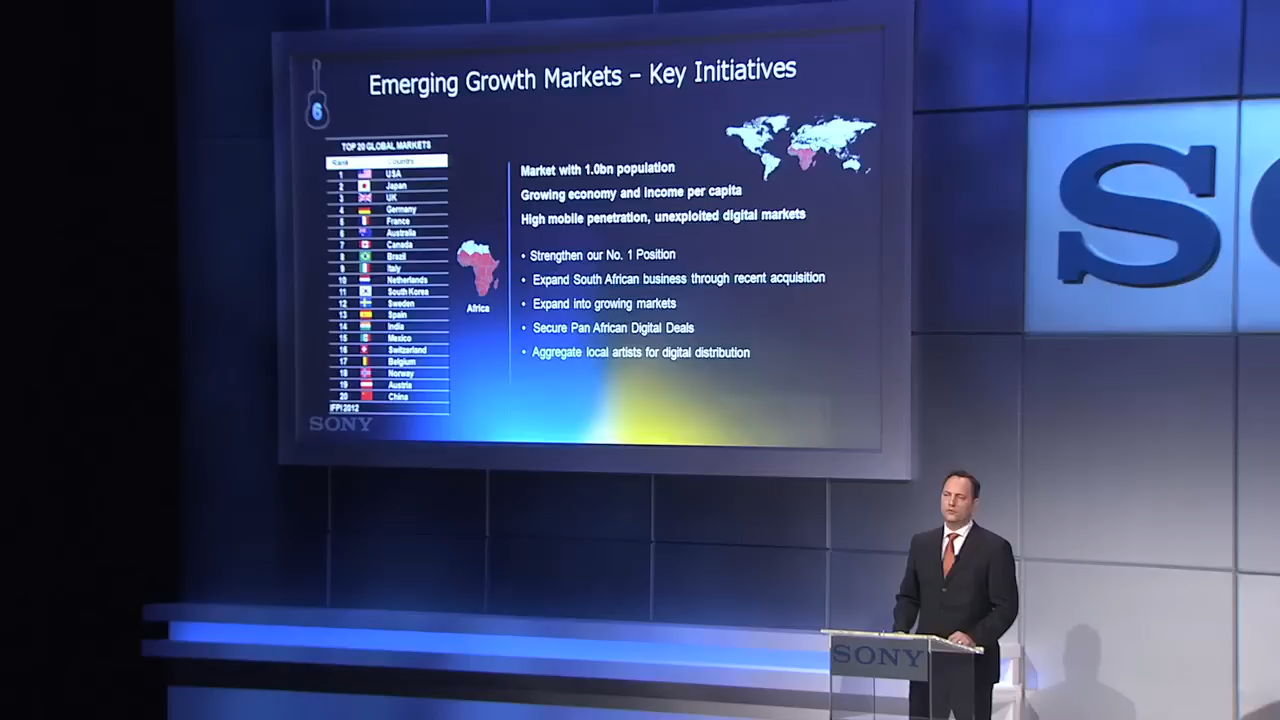 Emerging Growth Markets – Key Initiatives
6
TOP 20 GLOBAL MARKETS
Rank Country
1 USA
2 Japan
3 UK
4 Germany
5 France
6 Australia
7 Canada
8 Brazil
9 Italy
10 Netherlands
11 South Korea
12 Sweden
13 Spain
14 India
15 Mexico
16 Switzerland
17 Belgium
18 Norway
19 Austria
20 China
IFPI 2012
SONY
Africa
Market with 1.0bn population
Growing economy and income per capita
High mobile penetration, unexploited digital markets
• Strengthen our No. 1 Position
• Expand South African business through recent acquisition
• Expand into growing markets
• Secure Pan African Digital Deals
• Aggregate local artists for digital distribution
S
SONY